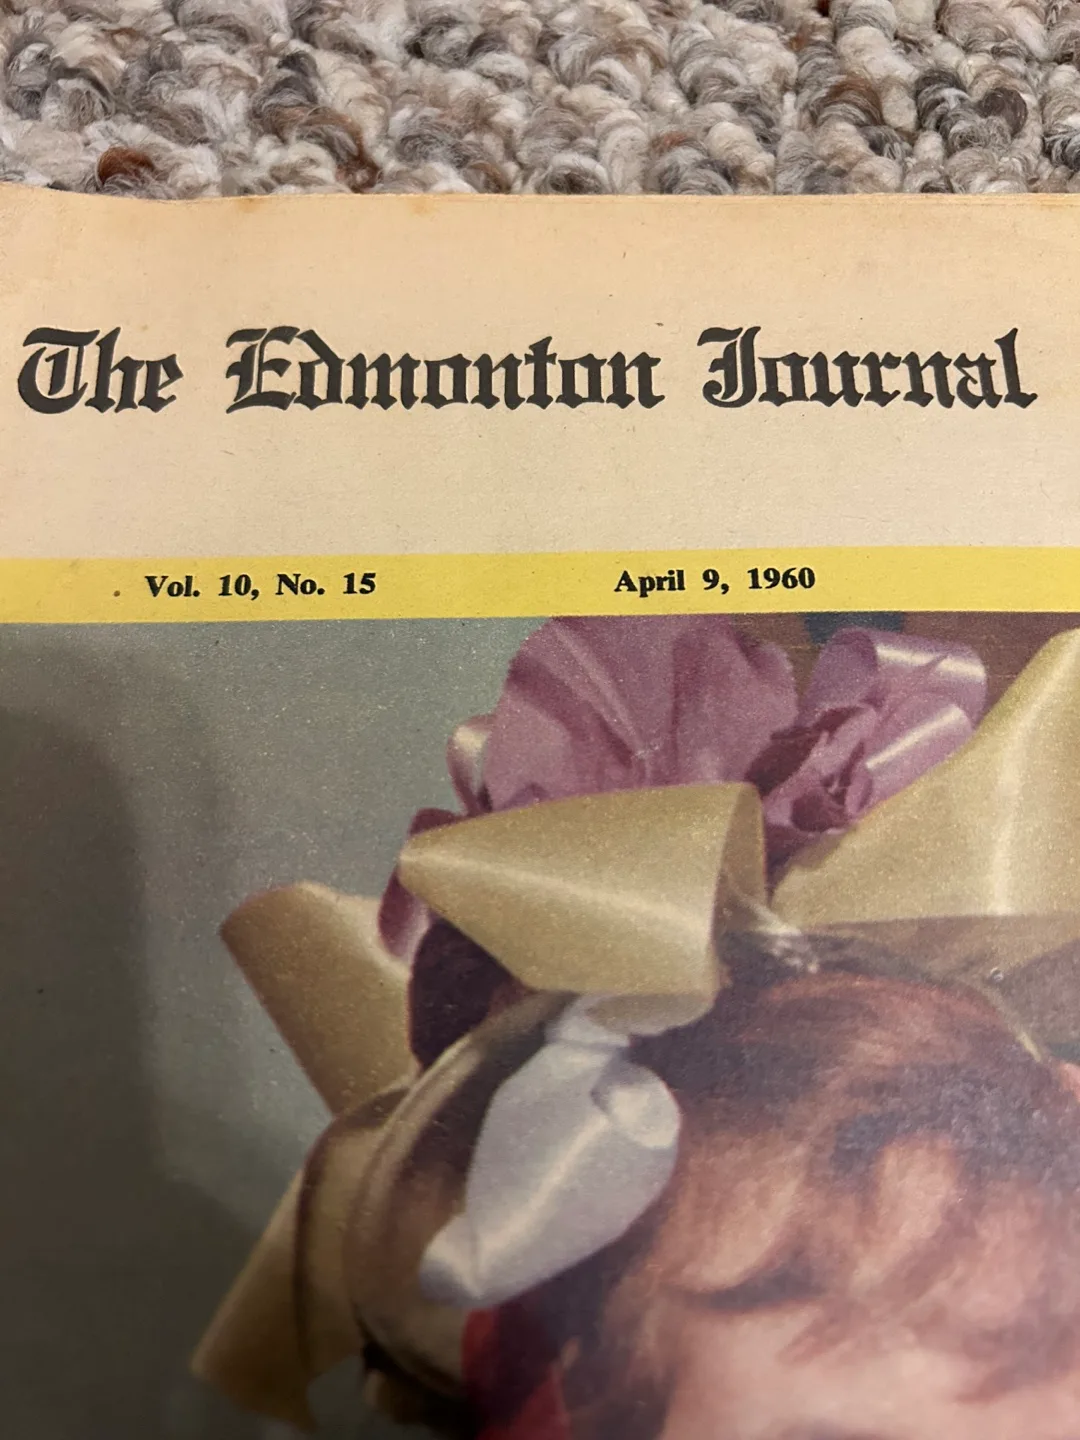 The Edmonton Journal
Vol. 10, No. 15 April 9, 1960